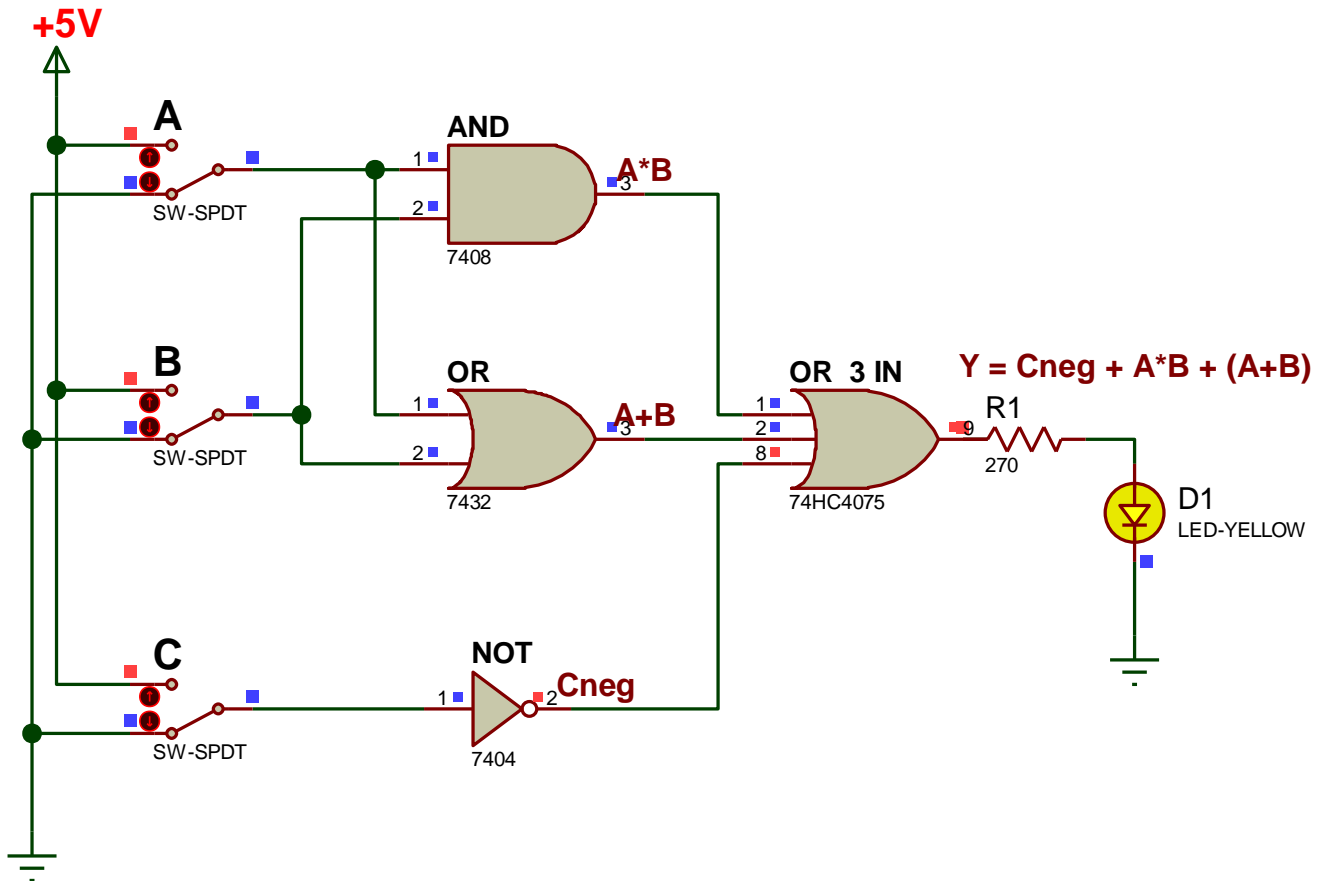 +5V
A
SW-SPDT
AND
1
2
3
A*B
7408
B
SW-SPDT
OR
1
2
3
A+B
7432
OR 3 IN
1
2
8
9
74HC4075
Y = Cneg + A*B + (A+B)
R1
270
D1
LED-YELLOW
C
SW-SPDT
NOT
1
2
Cneg
7404